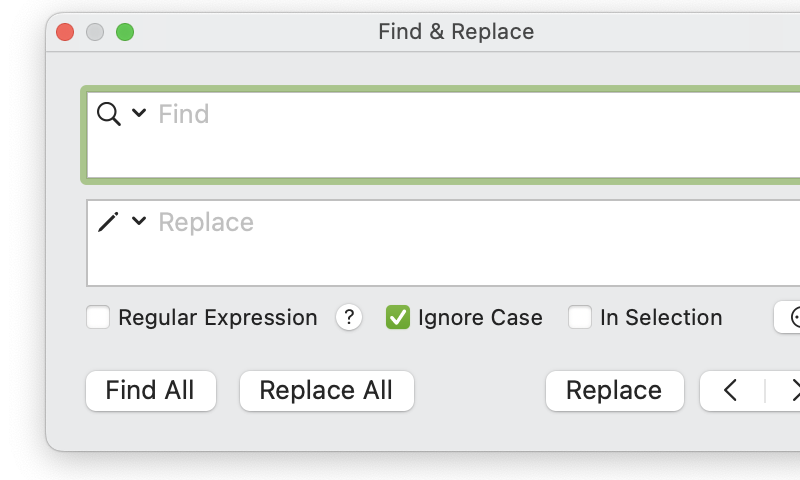 Find & Replace
Find
Replace
Regular Expression ? Ignore Case In Selection
Find All Replace All Replace